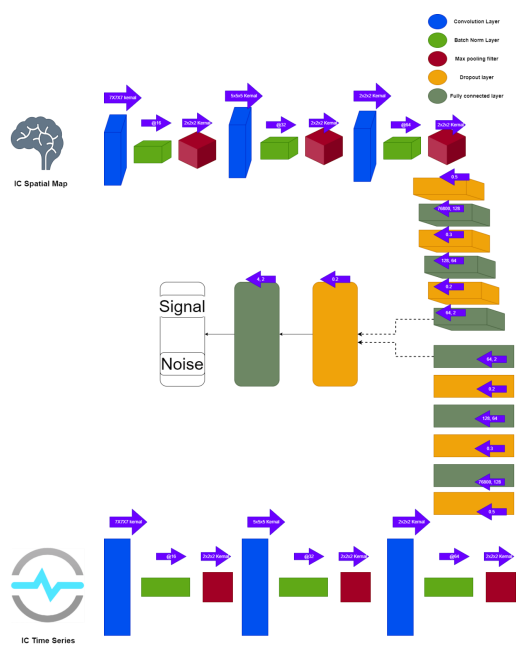 Convolution Layer
Batch Norm Layer
Max pooling filter
Dropout layer
Fully connected layer
7X7X7 kernal
@16
2x2x2 Kernal
5x5x5 Kernal
@32
2x2x2 Kernal
2x2x2 Kernal
@64
2x2x2 Kernal
IC Spatial Map
0.5
76800, 128
0.3
128, 64
0.2
64, 2
4, 2
0.2
Signal
Noise
64, 2
0.2
128, 64
0.3
76800, 128
0.5
7X7X7 kernal
@16
2x2x2 Kernal
5x5x5 Kernal
@32
2x2x2 Kernal
2x2x2 Kernal
@64
2x2x2 Kernal
IC Time Series